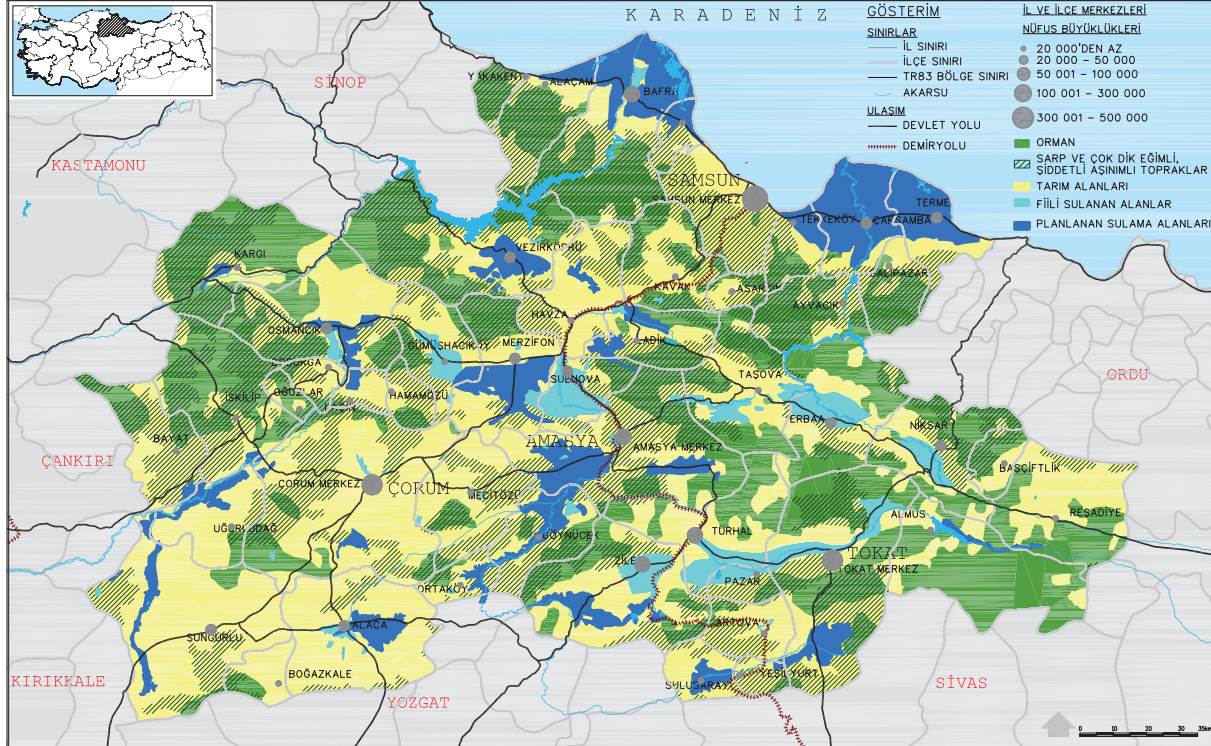 KARADENİZ
GÖSTERİM
SINIRLAR
İL SINIRI
İLÇE SINIRI
TR83 BÖLGE SINIRI
AKARSU
ULAŞIM
DEVLET YOLU
DEMİRYOLU
İL VE İLÇE MERKEZLERİ
NÜFUS BÜYÜKLÜKLERİ
20 000'DEN AZ
20 000 - 50 000
50 001 - 100 000
100 001 - 300 000
300 001 - 500 000
ORMAN
SARP VE ÇOK DİK EĞİMLİ,
ŞİDDETLİ AŞINIMLI TOPRAKLAR
TARIM ALANLARI
FİİLİ SULANAN ALANLAR
PLANLANAN SULAMA ALANLARI
SİNOP
KASTAMONU
ÇANKIRI
KIRIKKALE
YOZGAT
SİVAS
ORDU
YAKAKENT
ALAÇAM
BAFRA
SAMSUN
SAMSUN MERKEZ
TEKKEKÖY
ÇARŞAMBA
TERME
SALIPAZAR
AYVACIK
KAVAK
VEZİRKÖPRÜ
HAVZA
LADİK
KARGI
OSMANCIK
GÜMÜŞHACIKÖY
MERZİFON
SULUOVA
TAŞOVA
ERBAA
NİKSAR
BAŞÇİFTLİK
REŞADİYE
ALMUS
HAMAMÖZÜ
OĞUZLAR
İSKİLİP
BAYAT
AMASYA
AMASYA MERKEZ
ÇORUM
ÇORUM MERKEZ
MECİTÖZÜ
GÖYNÜCEK
UĞURLUDAĞ
ORTAKÖY
TURHAL
ZİLE
PAZAR
TOKAT
TOKAT MERKEZ
ARTOVA
YEŞİLYURT
SULUSARAY
SUNGURLU
ALACA
BOĞAZKALE
0 10 20 30 35km